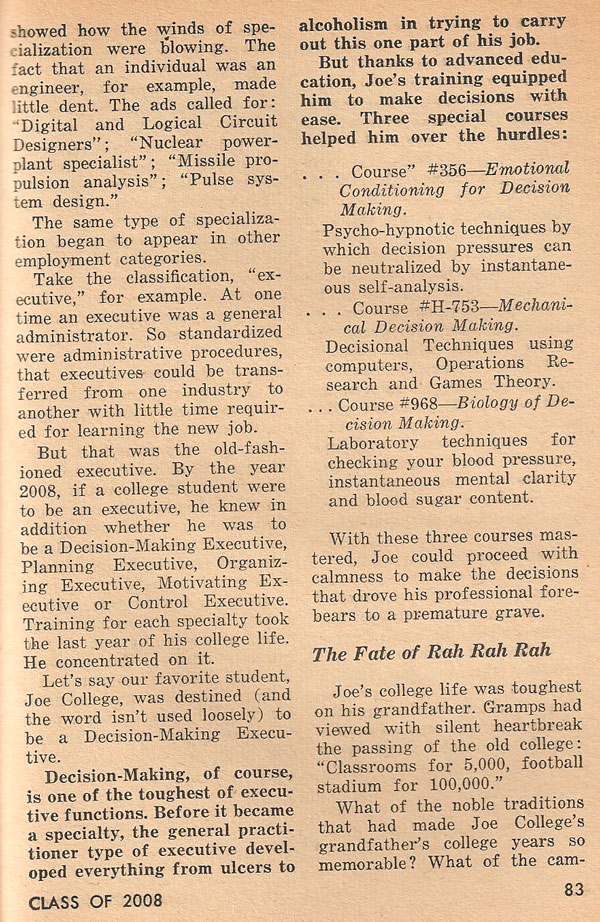 showed how the winds of spe-
cialization were blowing. The
fact that an individual was an
engineer, for example, made
little dent. The ads called for:
"Digital and Logical Circuit
Designers"; "Nuclear power-
plant specialist"; "Missile pro-
pulsion analysis"; "Pulse sys-
tem design."
The same type of specializa-
tion began to appear in other
employment categories.
Take the classification, "ex-
ecutive," for example. At one
time an executive was a general
administrator. So standardized
were administrative procedures,
that executives could be trans-
ferred from one industry to
another with little time requir-
ed for learning the new job.
But that was the old-fash-
ioned executive. By the year
2008, if a college student were
to be an executive, he knew in
addition whether he was to
be a Decision-Making Executive,
Planning Executive, Organiz-
ing Executive, Motivating Ex-
ecutive or Control Executive.
Training for each specialty took
the last year of his college life.
He concentrated on it.
Let's say our favorite student,
Joe College, was destined (and
the word isn't used loosely) to
be a Decision-Making Execu-
tive.
Decision-Making, of course,
is one of the toughest of execu-
tive functions. Before it became
a specialty, the general practi-
tioner type of executive devel-
oped everything from ulcers to
alcoholism in trying to carry
out this one part of his job.
But thanks to advanced edu-
cation, Joe's training equipped
him to make decisions with
ease. Three special courses
helped him over the hurdles:
. . . Course" #356—Emotional
Conditioning for Decision
Making.
Psycho-hypnotic techniques by
which decision pressures can
be neutralized by instantane-
ous self-analysis.
. . . Course #H-753—Mechani-
cal Decision Making.
Decisional Techniques using
computers, Operations Re-
search and Games Theory.
. . . Course #968—Biology of De-
cision Making.
Laboratory techniques for
checking your blood pressure,
instantaneous mental clarity
and blood sugar content.
With these three courses mas-
tered, Joe could proceed with
calmness to make the decisions
that drove his professional fore-
bears to a premature grave.
The Fate of Rah Rah Rah
Joe's college life was toughest
on his grandfather. Gramps had
viewed with silent heartbreak
the passing of the old college:
"Classrooms for 5,000, football
stadium for 100,000."
What of the noble traditions
that had made Joe College's
grandfather's college years so
memorable? What of the cam-
CLASS OF 2008
83